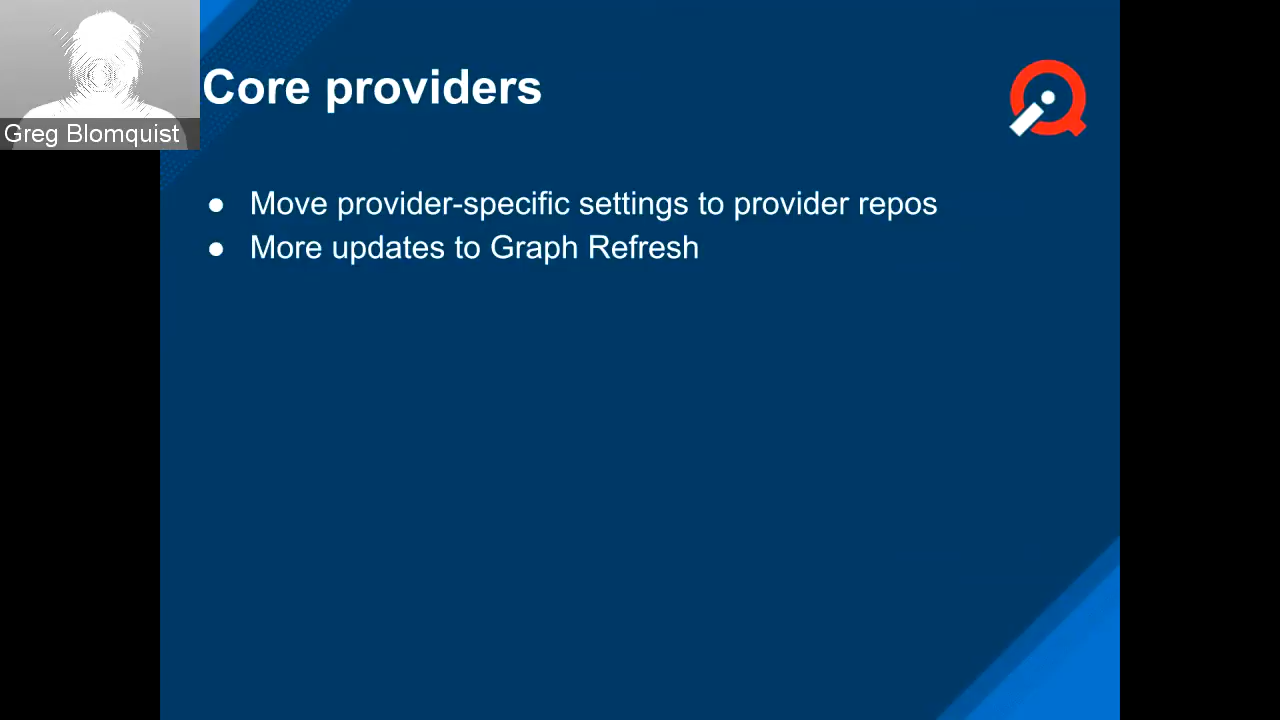 Greg Blomquist
Core providers
● Move provider-specific settings to provider repos
● More updates to Graph Refresh